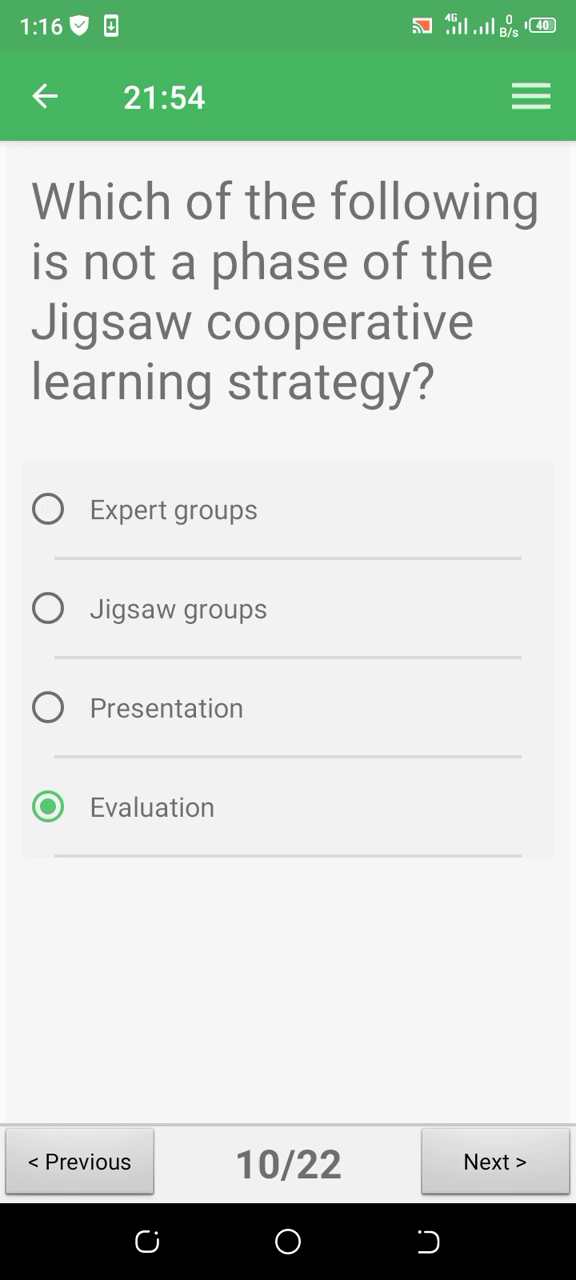 1:16
4G
0
B/s
40
21:54
Which of the following
is not a phase of the
Jigsaw cooperative
learning strategy?
Expert groups
Jigsaw groups
Presentation
Evaluation
< Previous
10/22
Next >